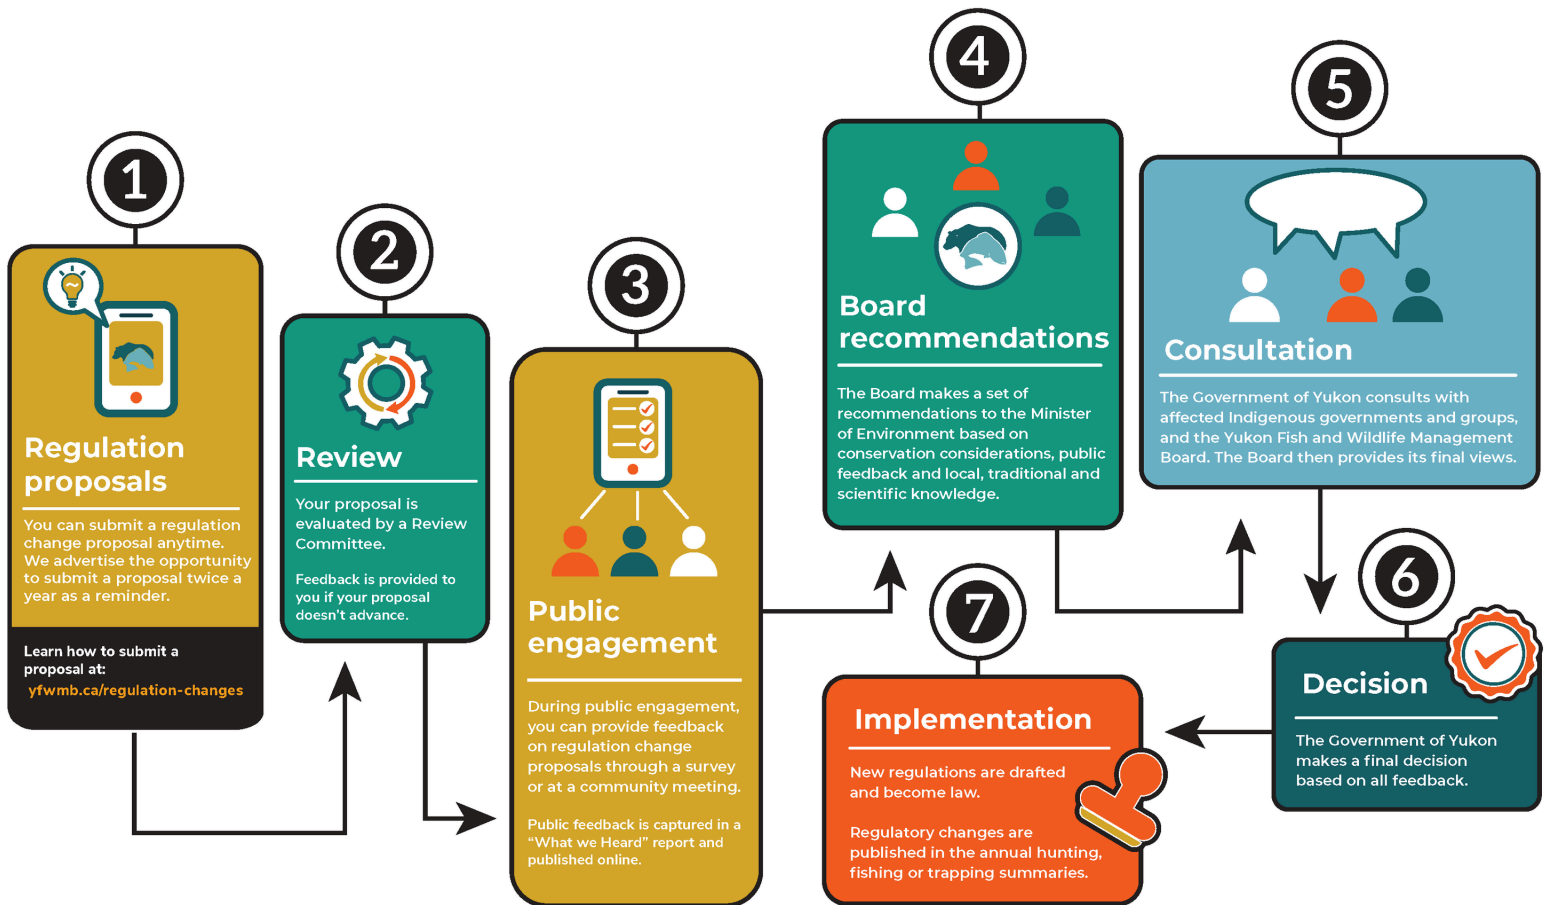 1
Regulation
proposals
You can submit a regulation
change proposal anytime.
We advertise the opportunity
to submit a proposal twice a
year as a reminder.
Learn how to submit a
proposal at:
yfwmb.ca/regulation-changes
2
Review
Your proposal is
evaluated by a Review
Committee.
Feedback is provided to
you if your proposal
doesn’t advance.
3
Public
engagement
During public engagement,
you can provide feedback
on regulation change
proposals through a survey
or at a community meeting.
Public feedback is captured in a
“What we Heard” report and
published online.
4
Board
recommendations
The Board makes a set of
recommendations to the Minister
of Environment based on
conservation considerations, public
feedback and local, traditional and
scientific knowledge.
5
Consultation
The Government of Yukon consults with
affected Indigenous governments and groups,
and the Yukon Fish and Wildlife Management
Board. The Board then provides its final views.
6
Decision
The Government of Yukon
makes a final decision
based on all feedback.
7
Implementation
New regulations are drafted
and become law.
Regulatory changes are
published in the annual hunting,
fishing or trapping summaries.